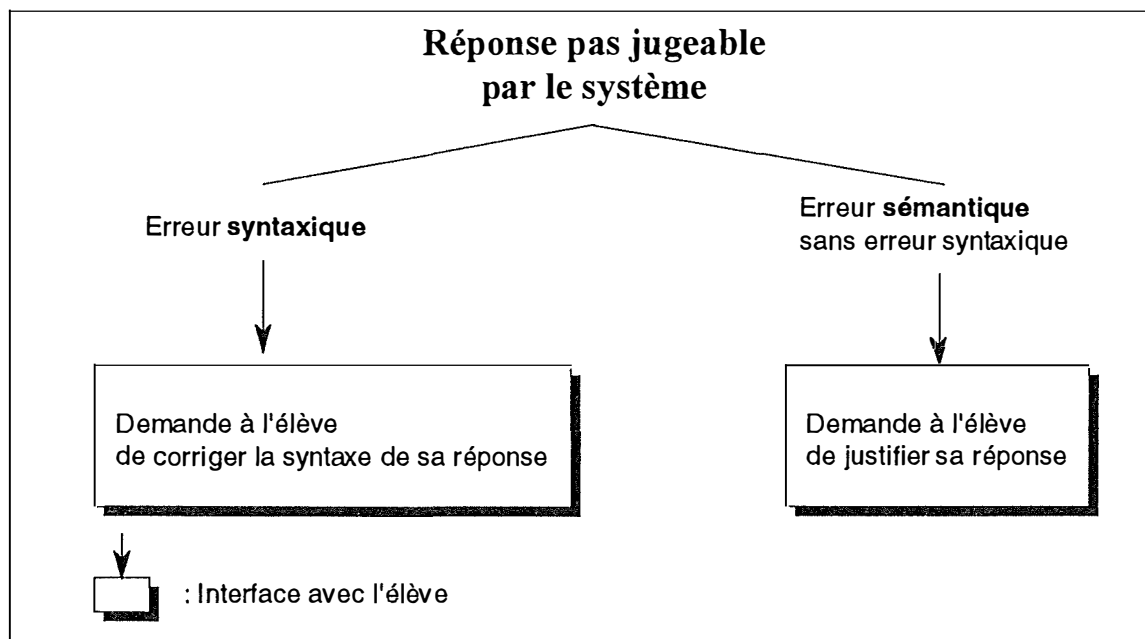 Réponse pas jugeable
par le système
Erreur syntaxique
Erreur sémantique
sans erreur syntaxique
Demande à l'élève
de corriger la syntaxe de sa réponse
Demande à l'élève
de justifier sa réponse
: Interface avec l'élève